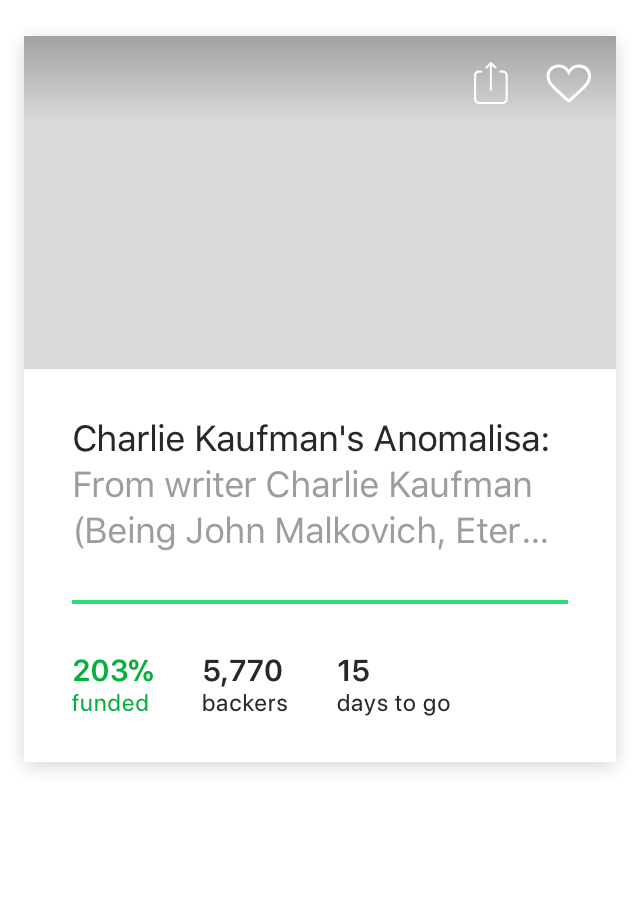 Charlie Kaufman's Anomalisa:
From writer Charlie Kaufman
(Being John Malkovich, Eter...
203% 5,770 15
funded backers days to go